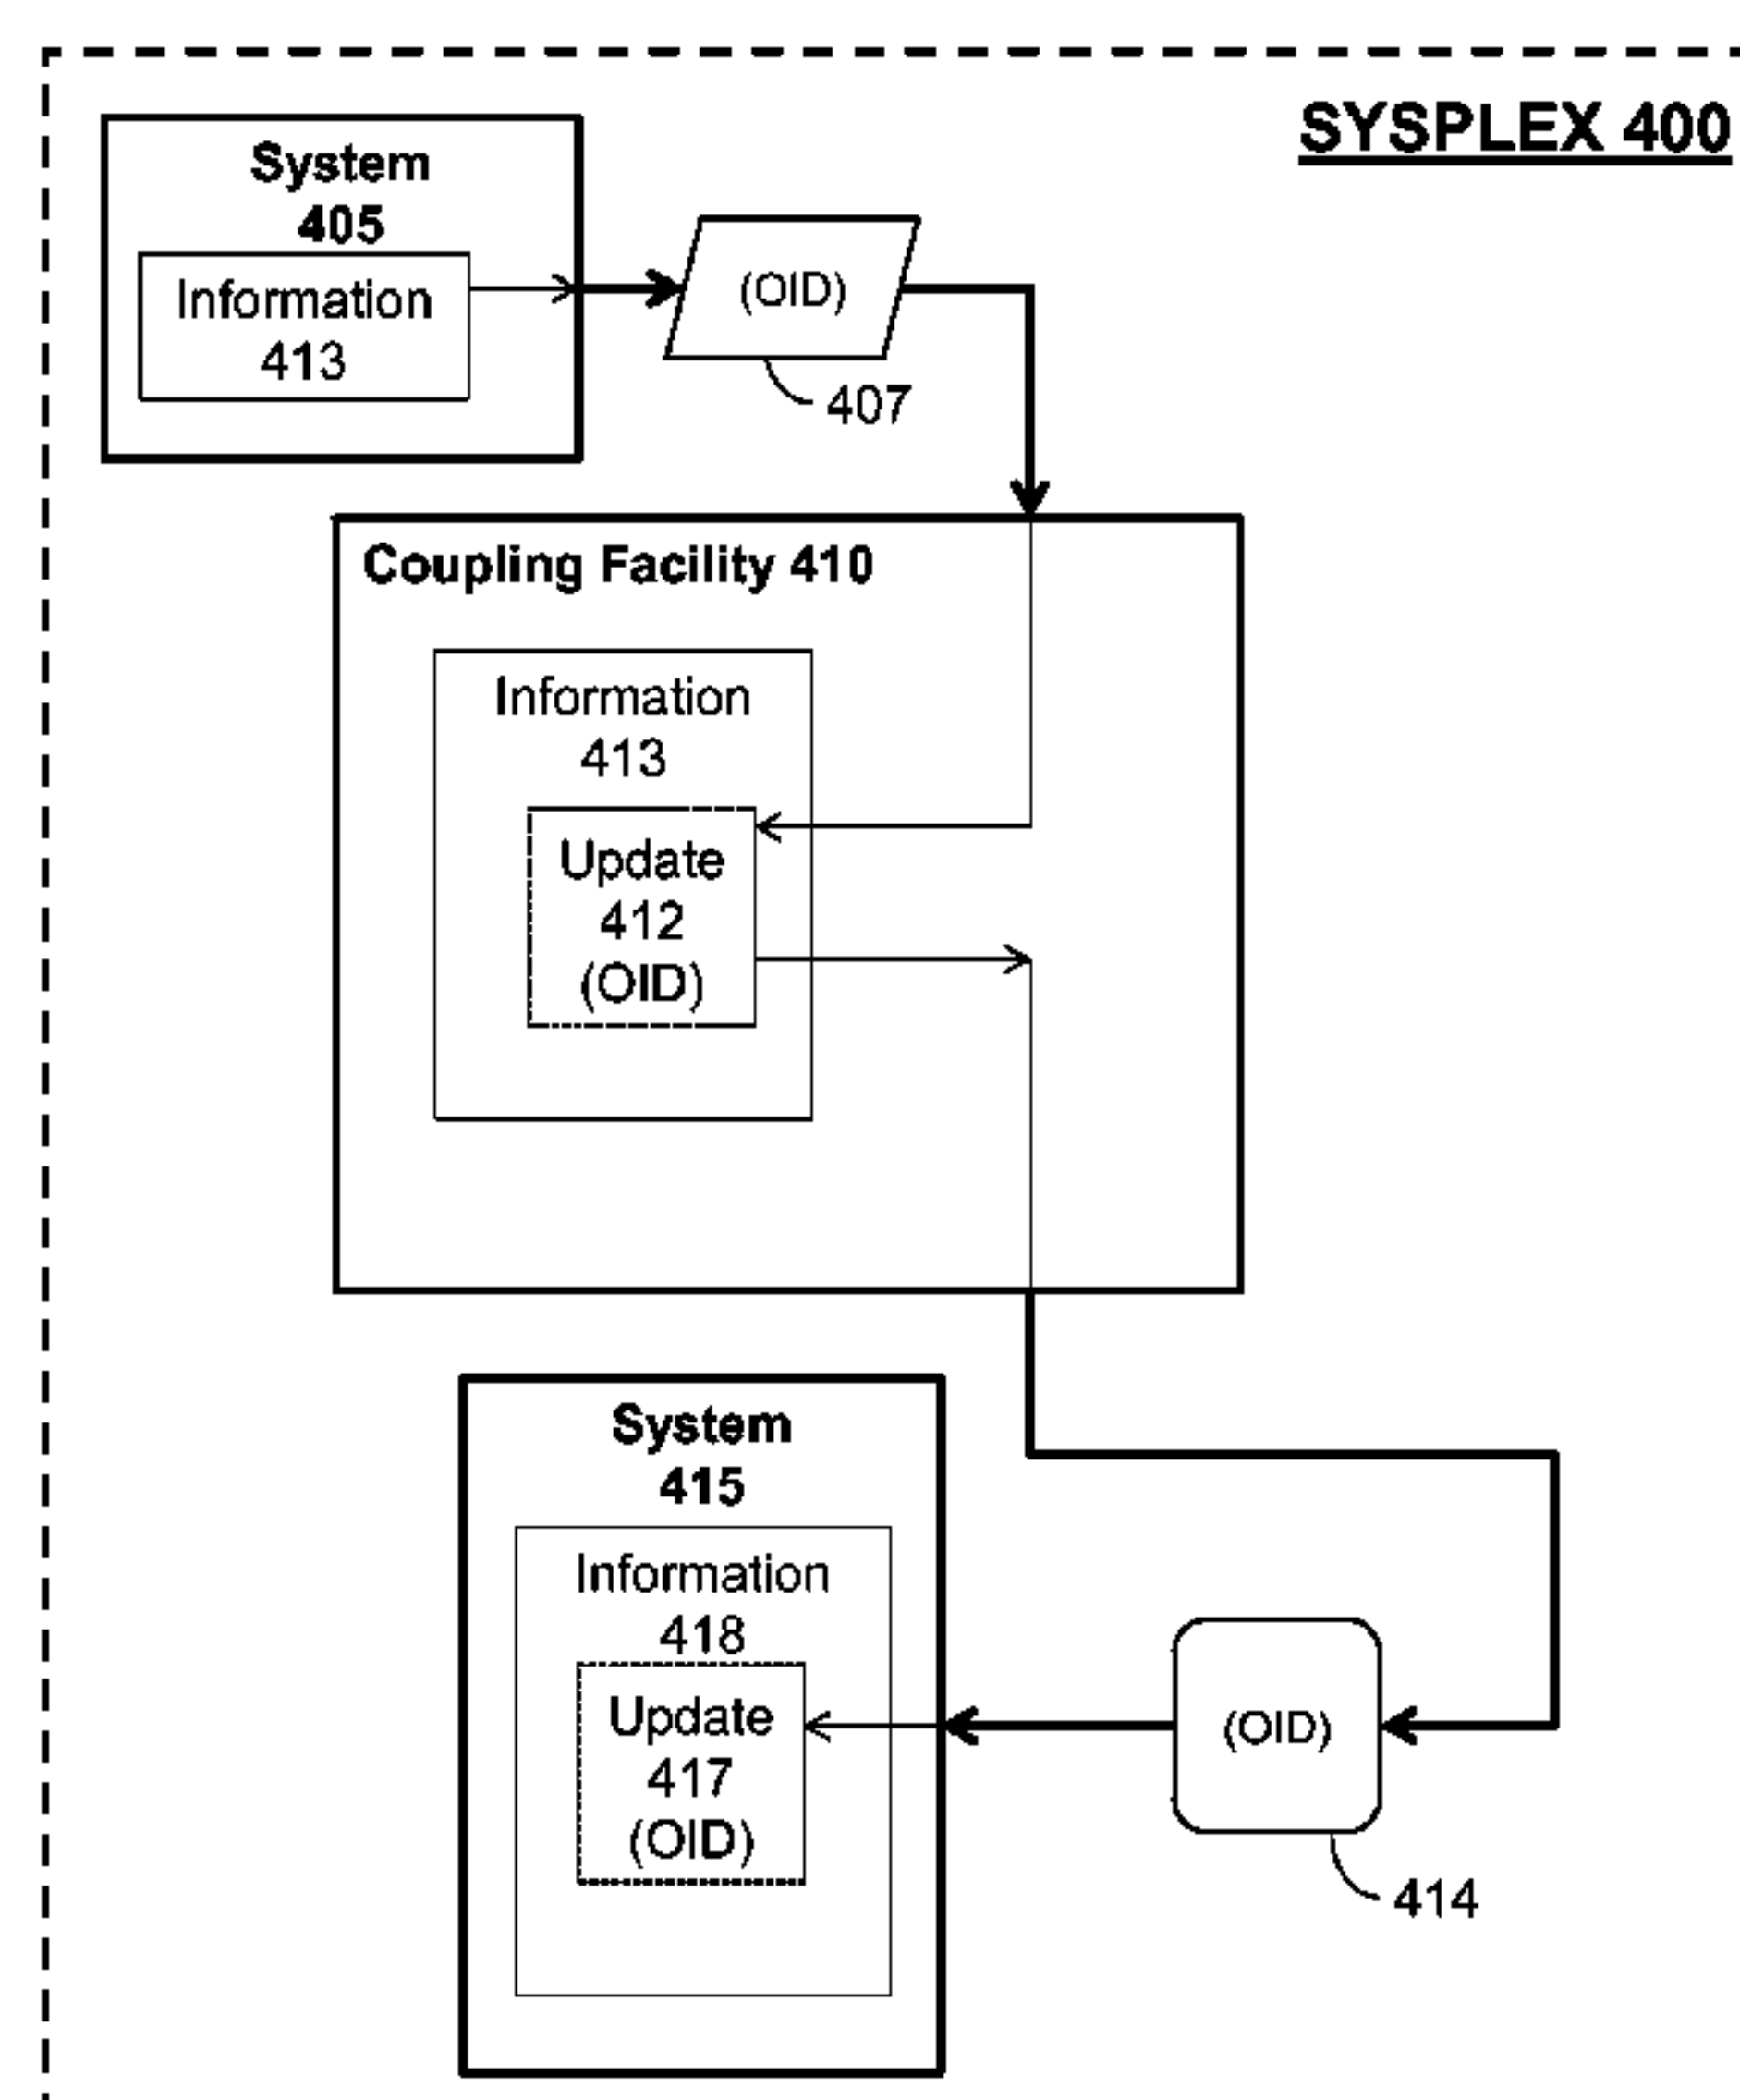 SYSPLEX 400
System
405
Information
413
(OID)
407
Coupling Facility 410
Information
413
Update
412
(OID)
System
415
Information
418
Update
417
(OID)
(OID)
414